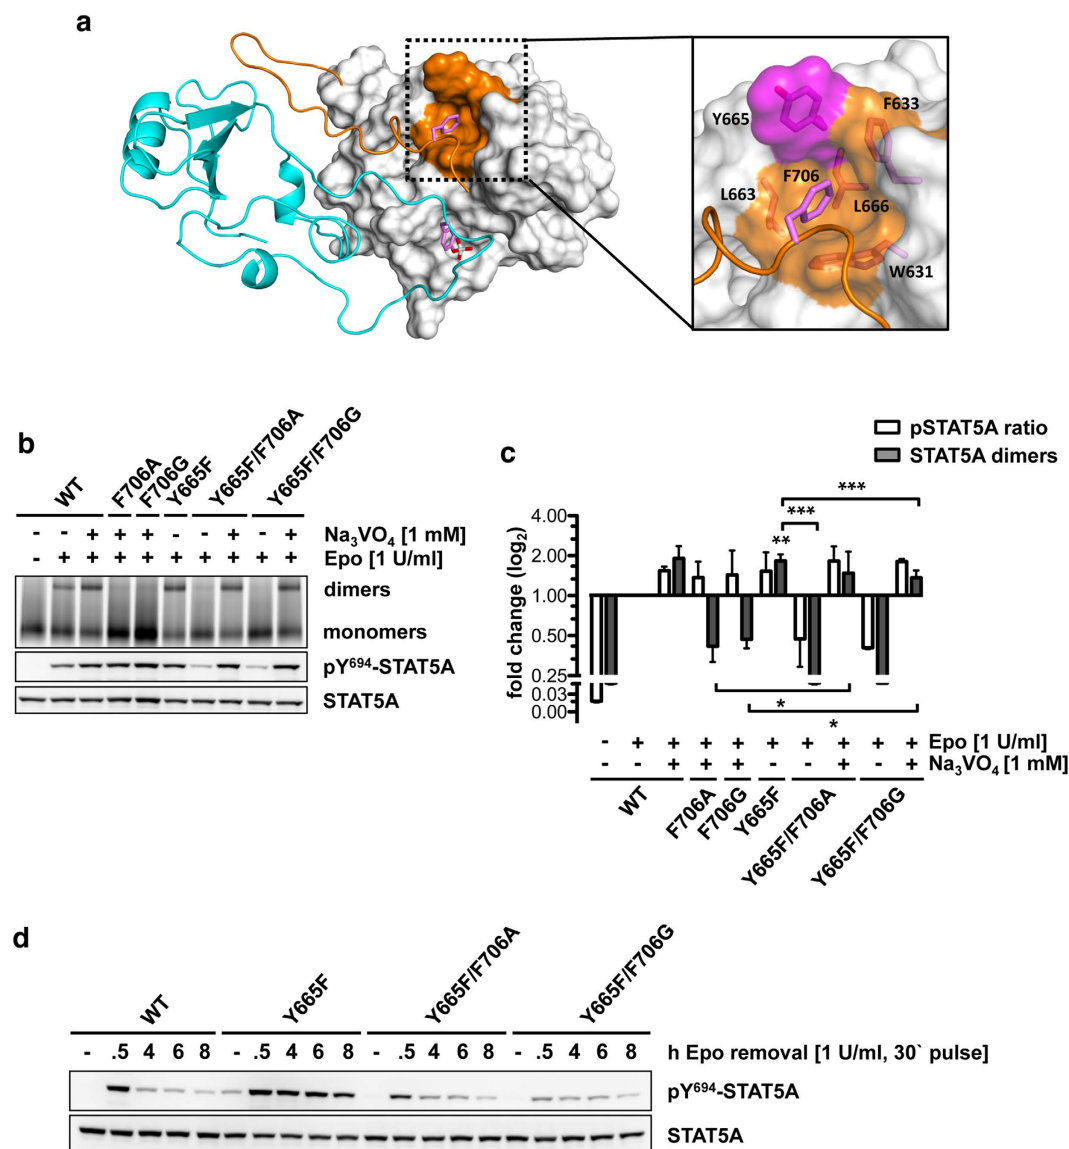 a
Y665
F633
F706
L663
L666
W631
b
WT
F706A
F706G
Y665F
Y665F/F706A
Y665F/F706G
- - + + + - - + - + Na₃VO₄ [1 mM]
- + + + + + + + + + Epo [1 U/ml]
dimers
monomers
pY⁶⁹⁴-STAT5A
STAT5A
c
pSTAT5A ratio
STAT5A dimers
fold change (log₂)
4.00
2.00
1.00
0.50
0.25
0.03
0.00
***
***
**
*
*
- + + + + + + + + + Epo [1 U/ml]
- - + + + - - + - + Na₃VO₄ [1 mM]
WT
F706A
F706G
Y665F
Y665F/F706A
Y665F/F706G
d
WT
Y665F
Y665F/F706A
Y665F/F706G
- .5 4 6 8 - .5 4 6 8 - .5 4 6 8 - .5 4 6 8 h Epo removal [1 U/ml, 30` pulse]
pY⁶⁹⁴-STAT5A
STAT5A